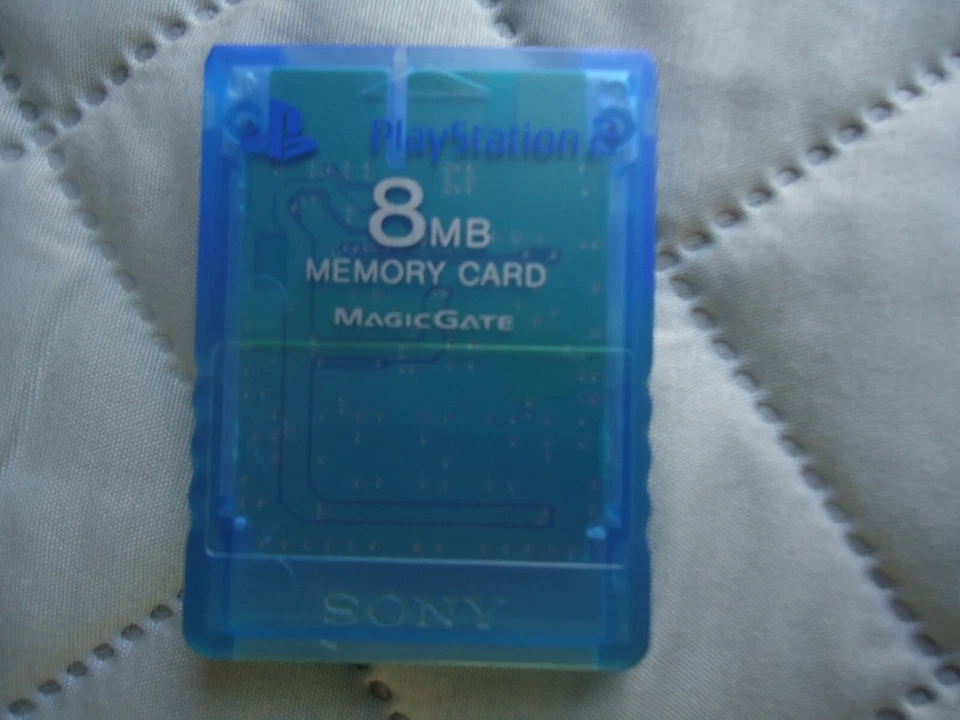 PlayStation 2
8MB
MEMORY CARD
MAGICGATE
SONY